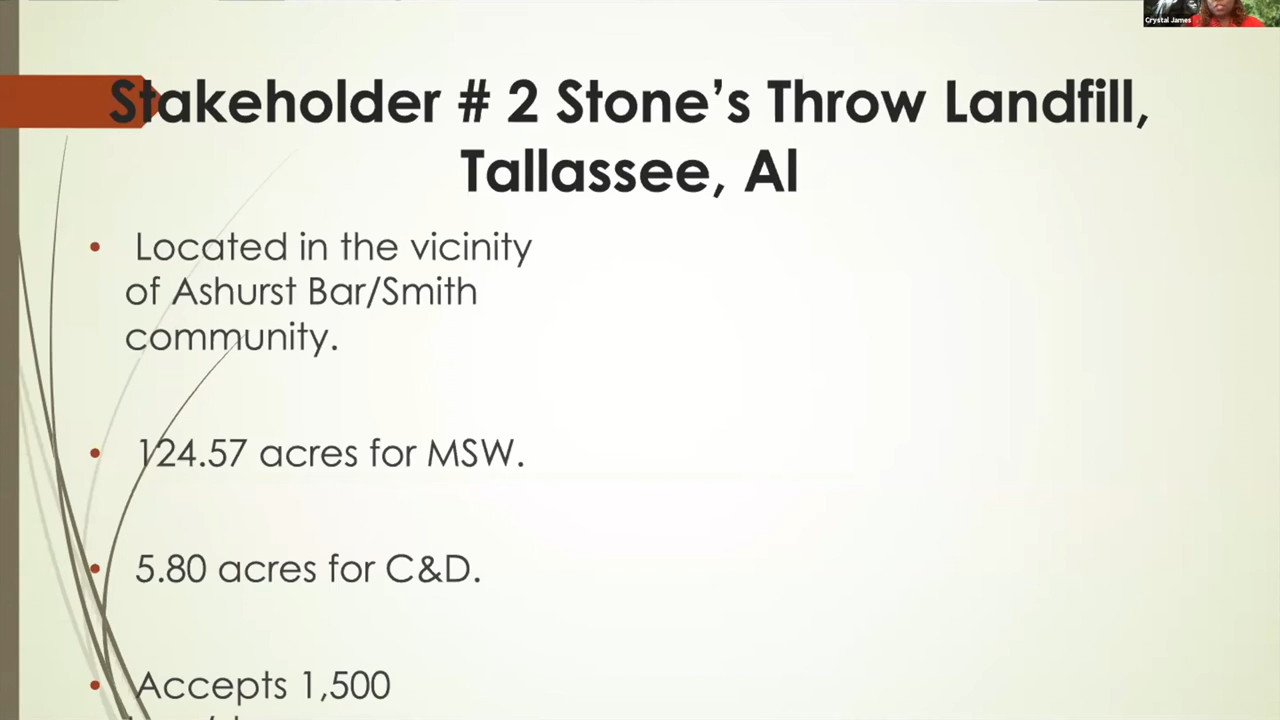 Crystal James
Stakeholder # 2 Stone’s Throw Landfill,
Tallassee, Al
• Located in the vicinity
of Ashurst Bar/Smith
community.
• 124.57 acres for MSW.
• 5.80 acres for C&D.
• Accepts 1,500